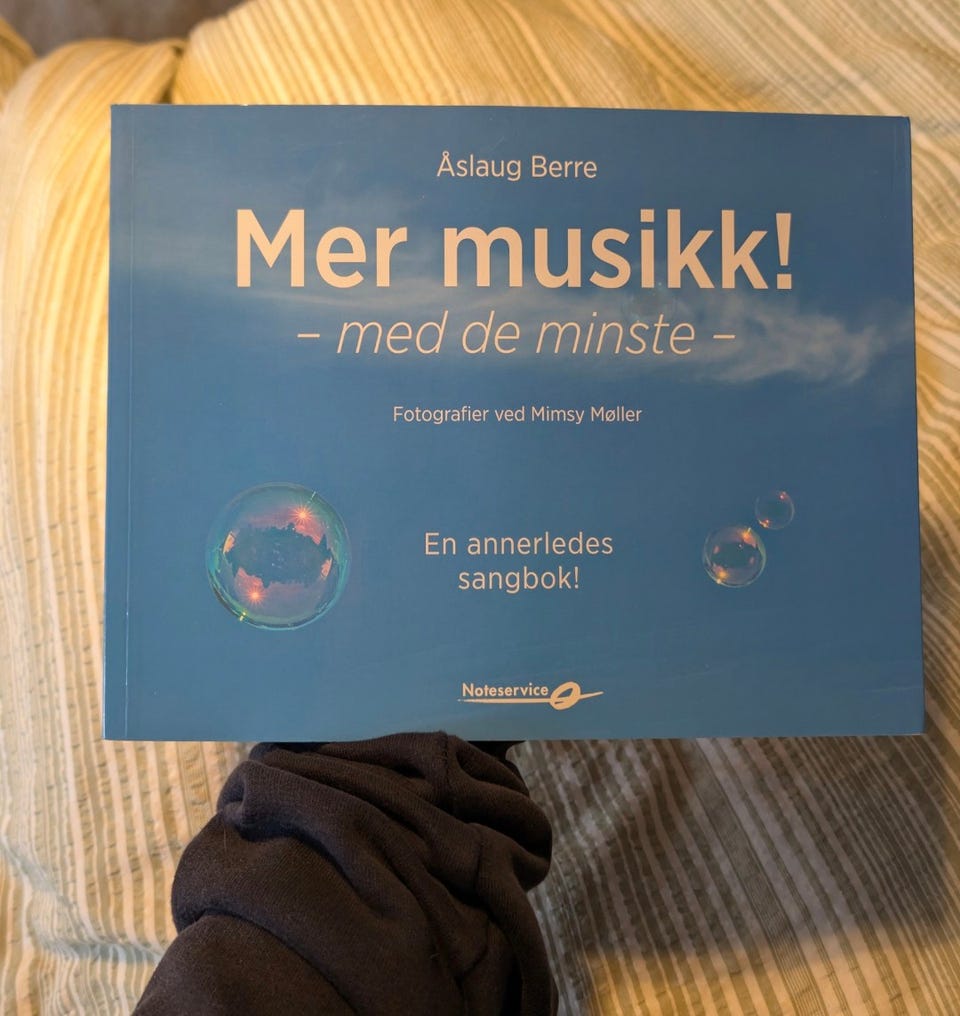 Åslaug Berre
Mer musikk!
– med de minste –
Fotografier ved Mimsy Møller
En annerledes
sangbok!
Noteservice